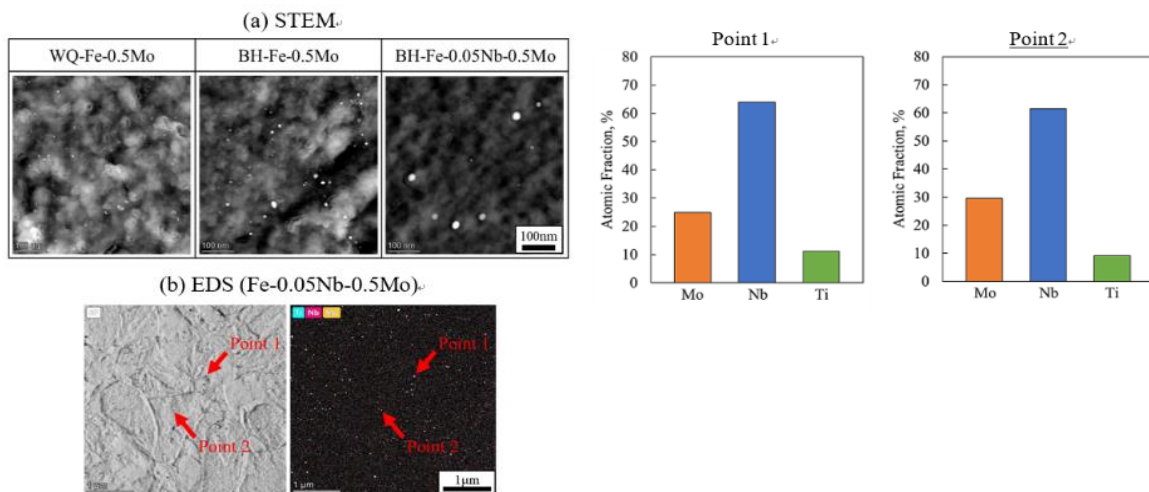 (a) STEM
WQ-Fe-0.5Mo
BH-Fe-0.5Mo
BH-Fe-0.05Nb-0.5Mo
100 nm
100 nm
100nm
(b) EDS (Fe-0.05Nb-0.5Mo)
Ti Nb
Point 1
Point 2
Point 1
Point 2
1 μm
1μm
Point 1
80
70
60
50
40
30
20
10
0
Atomic Fraction, %
Mo Nb Ti
Point 2
80
70
60
50
40
30
20
10
0
Atomic Fraction, %
Mo Nb Ti